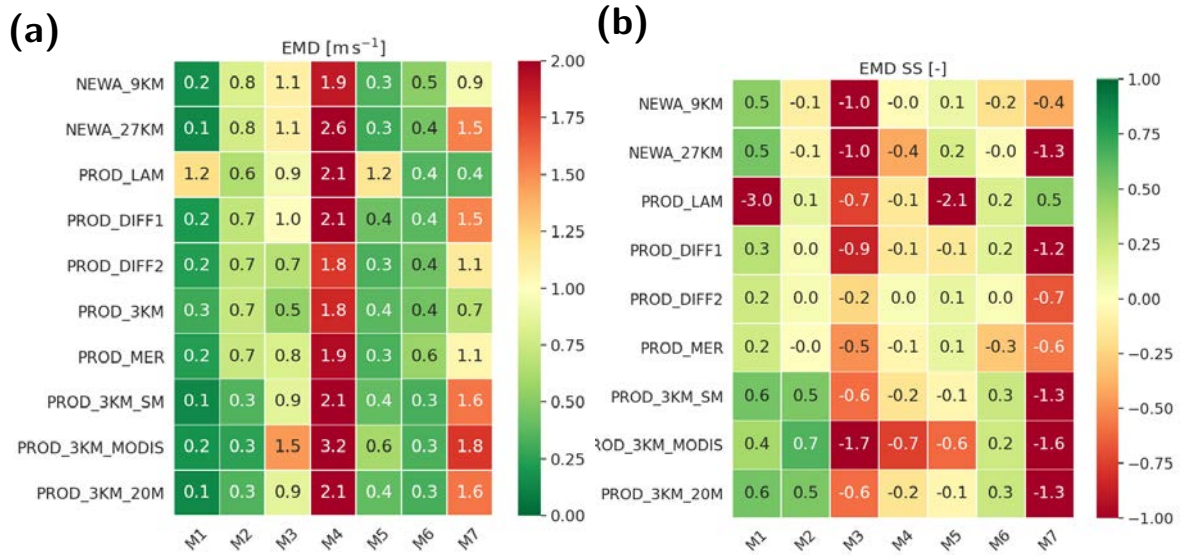 (a)
EMD [m s⁻¹]
NEWA_9KM 0.2 0.8 1.1 1.9 0.3 0.5 0.9
NEWA_27KM 0.1 0.8 1.1 2.6 0.3 0.4 1.5
PROD_LAM 1.2 0.6 0.9 2.1 1.2 0.4 0.4
PROD_DIFF1 0.2 0.7 1.0 2.1 0.4 0.4 1.5
PROD_DIFF2 0.2 0.7 0.7 1.8 0.3 0.4 1.1
PROD_3KM 0.3 0.7 0.5 1.8 0.4 0.4 0.7
PROD_MER 0.2 0.7 0.8 1.9 0.3 0.6 1.1
PROD_3KM_SM 0.1 0.3 0.9 2.1 0.4 0.3 1.6
PROD_3KM_MODIS 0.2 0.3 1.5 3.2 0.6 0.3 1.8
PROD_3KM_20M 0.1 0.3 0.9 2.1 0.4 0.3 1.6
M1 M2 M3 M4 M5 M6 M7
2.00
1.75
1.50
1.25
1.00
0.75
0.50
0.25
0.00
(b)
EMD SS [-]
NEWA_9KM 0.5 -0.1 -1.0 -0.0 0.1 -0.2 -0.4
NEWA_27KM 0.5 -0.1 -1.0 -0.4 0.2 -0.0 -1.3
PROD_LAM -3.0 0.1 -0.7 -0.1 -2.1 0.2 0.5
PROD_DIFF1 0.3 0.0 -0.9 -0.1 -0.1 0.2 -1.2
PROD_DIFF2 0.2 0.0 -0.2 0.0 0.1 0.0 -0.7
PROD_MER 0.2 -0.0 -0.5 -0.1 0.1 -0.3 -0.6
PROD_3KM_SM 0.6 0.5 -0.6 -0.2 -0.1 0.3 -1.3
ROD_3KM_MODIS 0.4 0.7 -1.7 -0.7 -0.6 0.2 -1.6
PROD_3KM_20M 0.6 0.5 -0.6 -0.2 -0.1 0.3 -1.3
M1 M2 M3 M4 M5 M6 M7
1.00
0.75
0.50
0.25
0.00
−0.25
−0.50
−0.75
−1.00